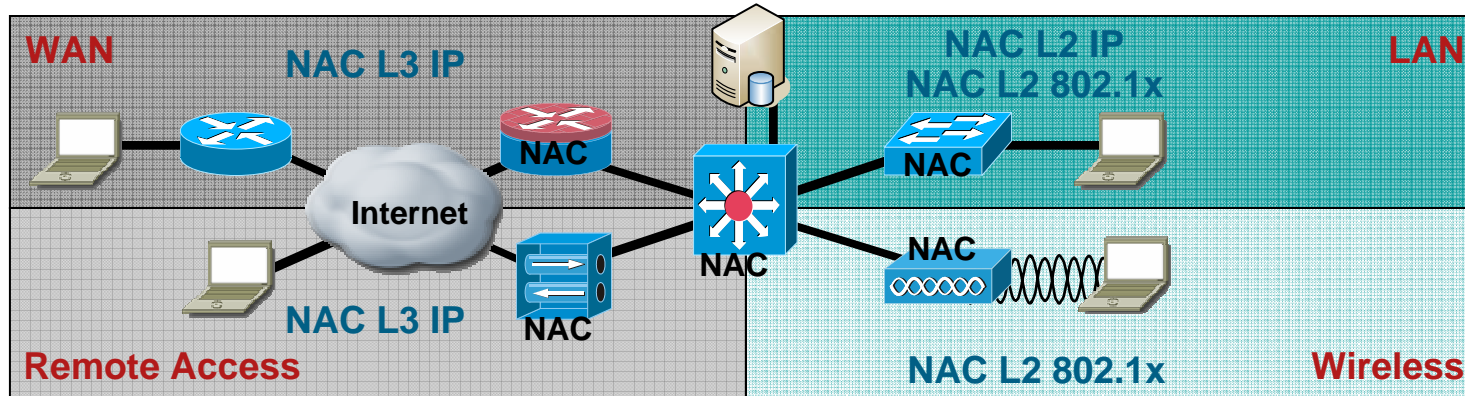 WAN
NAC L3 IP
NAC L2 IP
NAC L2 802.1x
LAN
NAC
NAC
Internet
NAC
NAC
NAC
NAC L3 IP
Remote Access
NAC L2 802.1x
Wireless